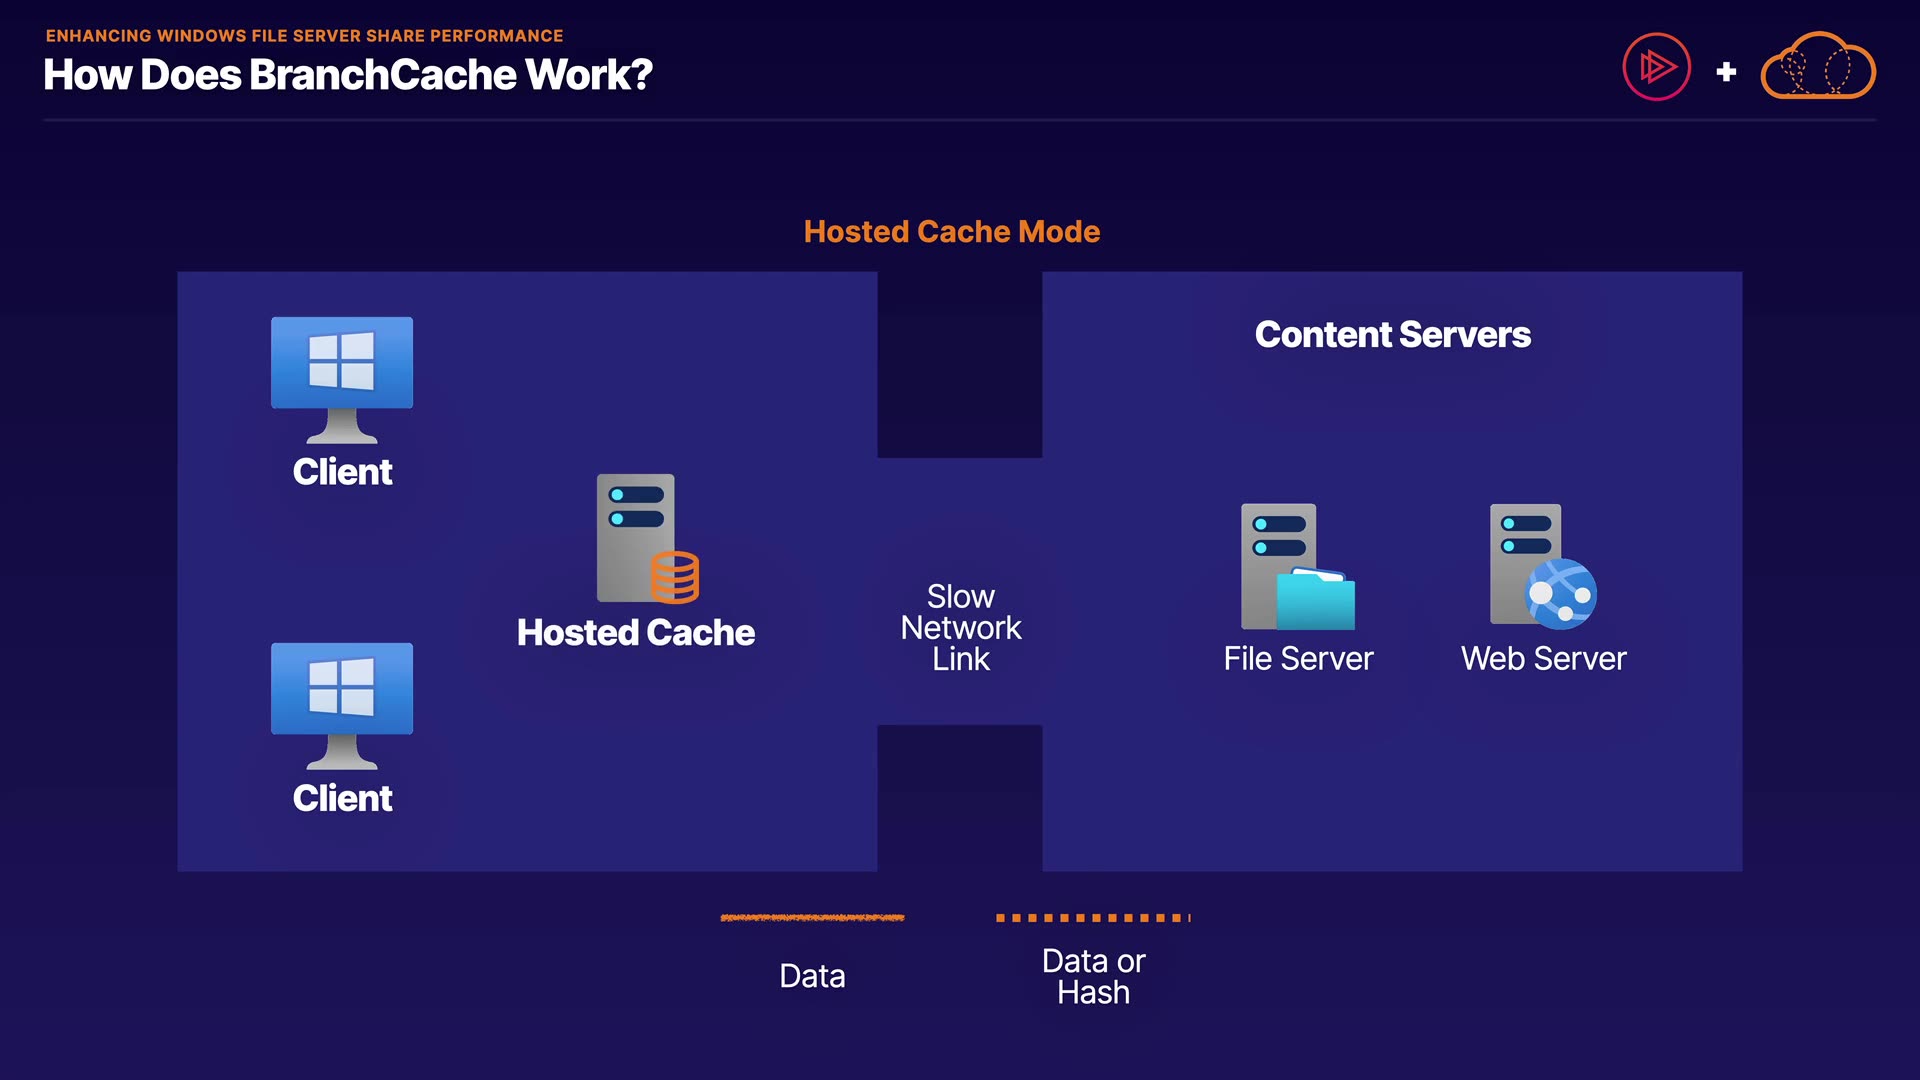 ENHANCING WINDOWS FILE SERVER SHARE PERFORMANCE
How Does BranchCache Work?
+
Hosted Cache Mode
Client
Client
Hosted Cache
Slow
Network
Link
Content Servers
File Server
Web Server
Data
Data or
Hash